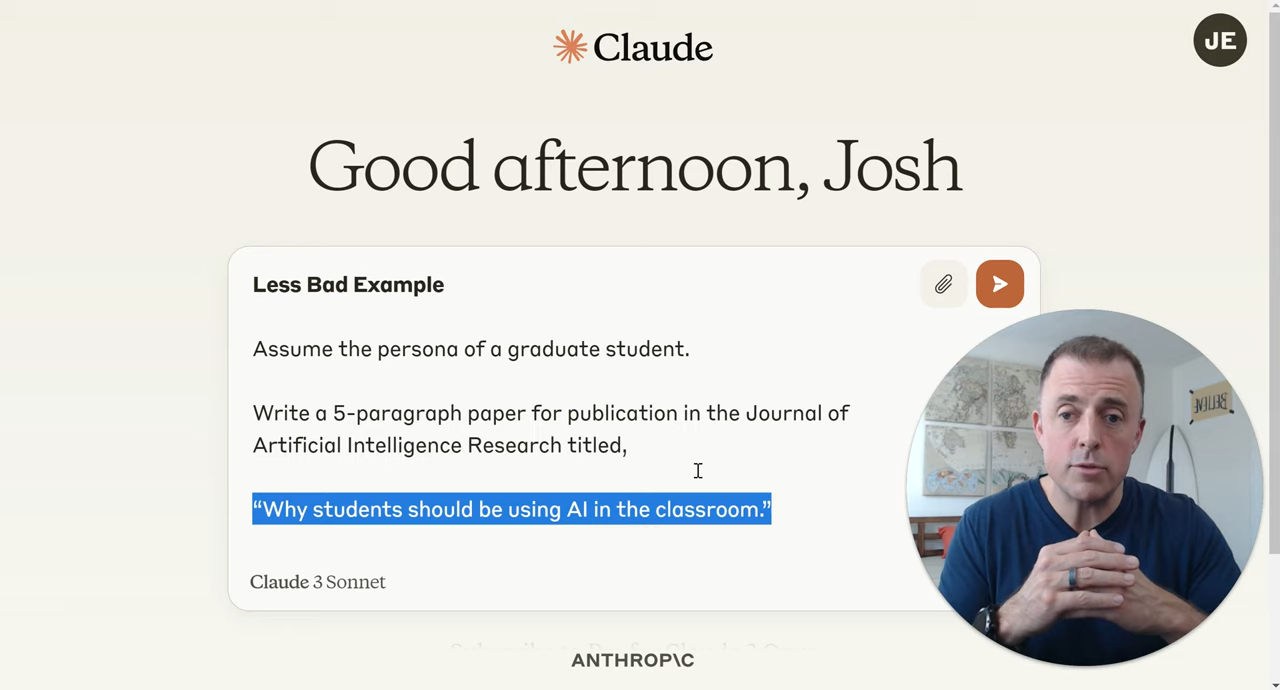 Claude
JE
Good afternoon, Josh
Less Bad Example
Assume the persona of a graduate student.
Write a 5-paragraph paper for publication in the Journal of
Artificial Intelligence Research titled,
“Why students should be using AI in the classroom.”
BELIEVE
Claude 3 Sonnet
ANTHROP\C